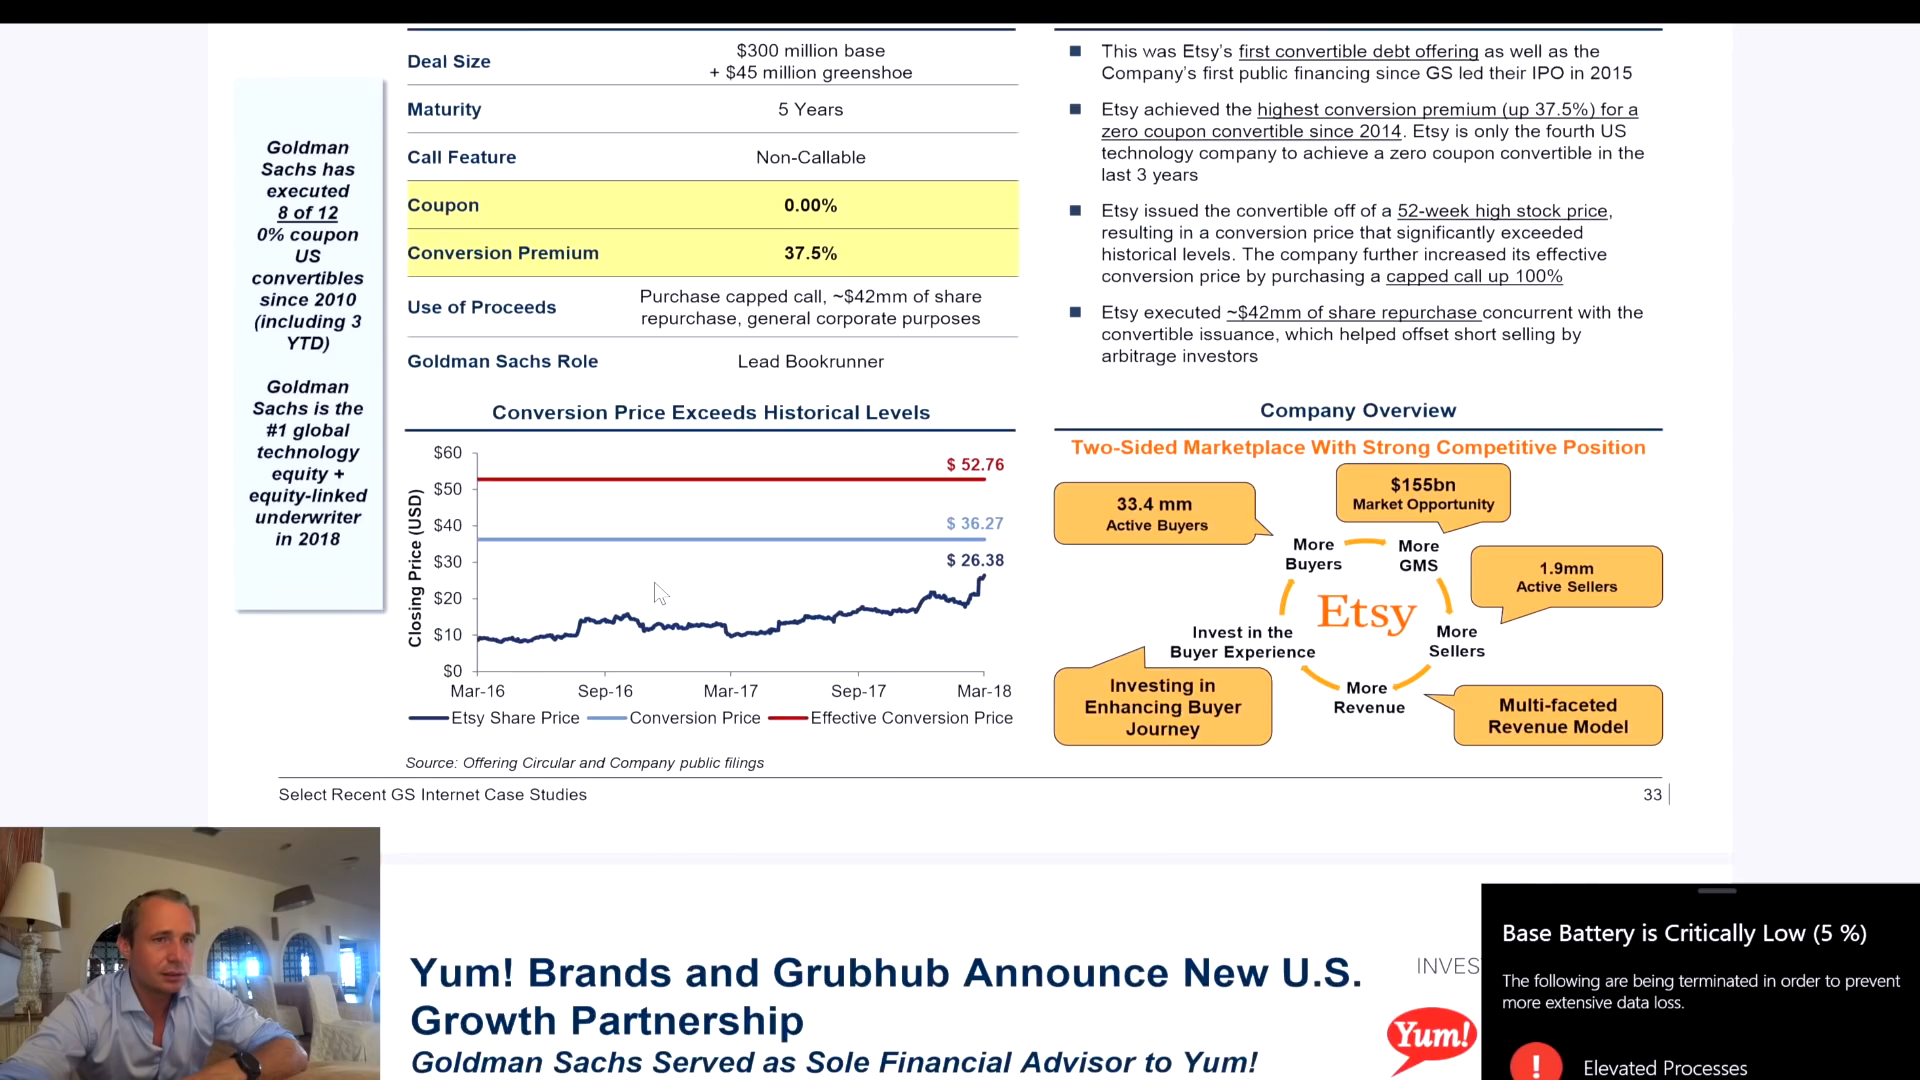 Goldman
Sachs has
executed
8 of 12
0% coupon
US
convertibles
since 2010
(including 3
YTD)
Goldman
Sachs is the
#1 global
technology
equity +
equity-linked
underwriter
in 2018
Deal Size
$300 million base
+ $45 million greenshoe
Maturity
5 Years
Call Feature
Non-Callable
Coupon
0.00%
Conversion Premium
37.5%
Use of Proceeds
Purchase capped call, ~$42mm of share
repurchase, general corporate purposes
Goldman Sachs Role
Lead Bookrunner
This was Etsy's first convertible debt offering as well as the
Company's first public financing since GS led their IPO in 2015
Etsy achieved the highest conversion premium (up 37.5%) for a
zero coupon convertible since 2014. Etsy is only the fourth US
technology company to achieve a zero coupon convertible in the
last 3 years
Etsy issued the convertible off of a 52-week high stock price,
resulting in a conversion price that significantly exceeded
historical levels. The company further increased its effective
conversion price by purchasing a capped call up 100%
Etsy executed ~$42mm of share repurchase concurrent with the
convertible issuance, which helped offset short selling by
arbitrage investors
Conversion Price Exceeds Historical Levels
Closing Price (USD)
$60
$50
$40
$30
$20
$10
$0
$ 52.76
$ 36.27
$ 26.38
Mar-16
Sep-16
Mar-17
Sep-17
Mar-18
Etsy Share Price
Conversion Price
Effective Conversion Price
Company Overview
Two-Sided Marketplace With Strong Competitive Position
33.4 mm
Active Buyers
$155bn
Market Opportunity
1.9mm
Active Sellers
Multi-faceted
Revenue Model
Investing in
Enhancing Buyer
Journey
More
Buyers
More
GMS
More
Sellers
More
Revenue
Invest in the
Buyer Experience
Etsy
Source: Offering Circular and Company public filings
Select Recent GS Internet Case Studies
33
Yum! Brands and Grubhub Announce New U.S.
Growth Partnership
Goldman Sachs Served as Sole Financial Advisor to Yum!
INVES
Yum!
Base Battery is Critically Low (5 %)
The following are being terminated in order to prevent
more extensive data loss.
Elevated Processes